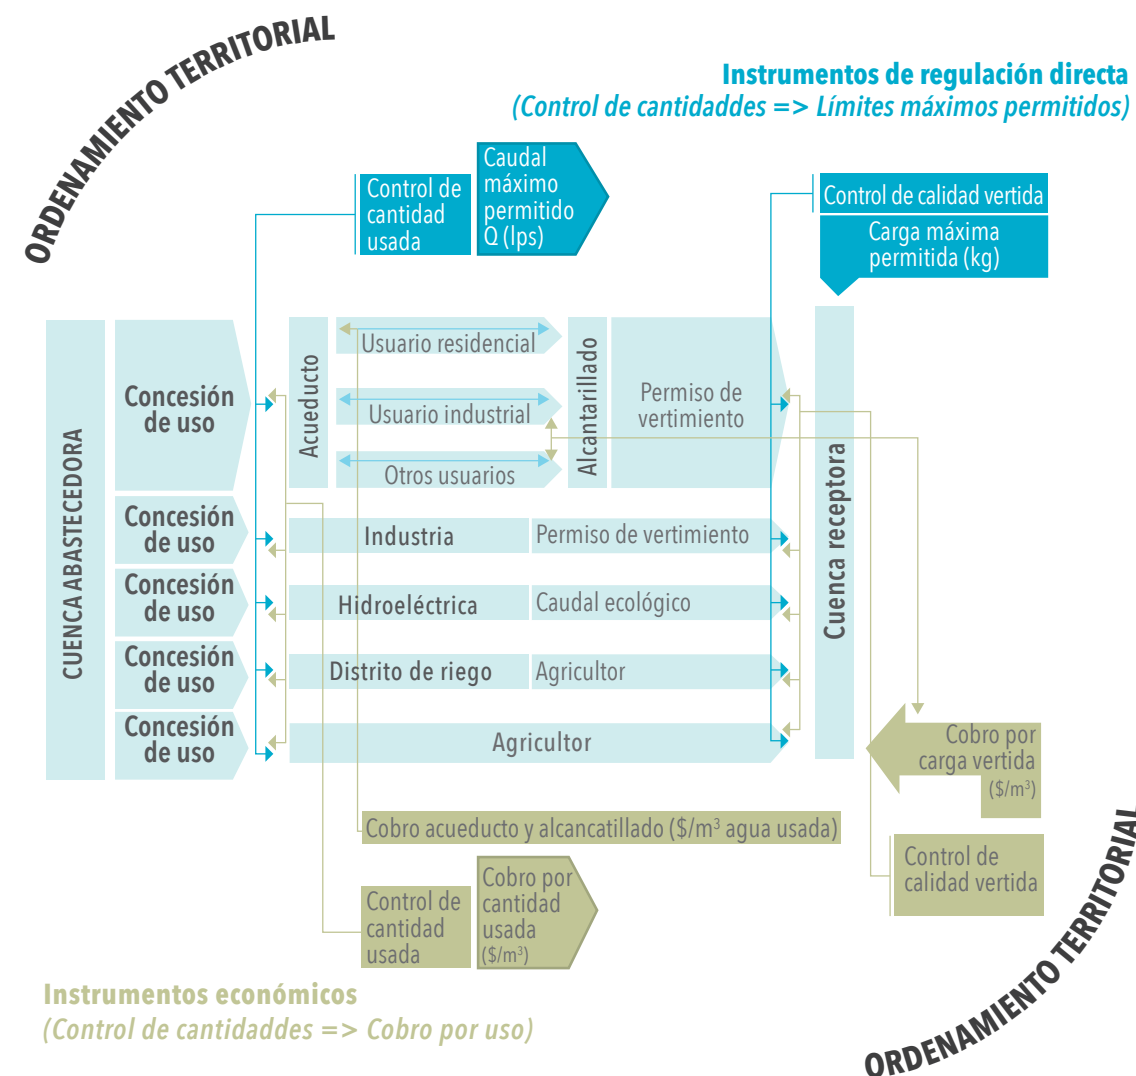 ORDENAMIENTO TERRITORIAL
Instrumentos de regulación directa
(Control de cantidaddes => Límites máximos permitidos)
Control de
cantidad
usada
Caudal
máximo
permitido
Q (lps)
Control de calidad vertida
Carga máxima
permitida (kg)
CUENCA ABASTECEDORA
Concesión
de uso
Acueducto
Usuario residencial
Usuario industrial
Otros usuarios
Alcantarillado
Permiso de
vertimiento
Cuenca receptora
Concesión
de uso
Industria
Permiso de vertimiento
Concesión
de uso
Hidroeléctrica
Caudal ecológico
Concesión
de uso
Distrito de riego
Agricultor
Concesión
de uso
Agricultor
Cobro por
carga vertida
($/m³)
Cobro acueducto y alcancatillado ($/m³ agua usada)
Control de
calidad vertida
Control de
cantidad
usada
Cobro por
cantidad
usada
($/m³)
Instrumentos económicos
(Control de cantidaddes => Cobro por uso)
ORDENAMIENTO TERRITORIAL